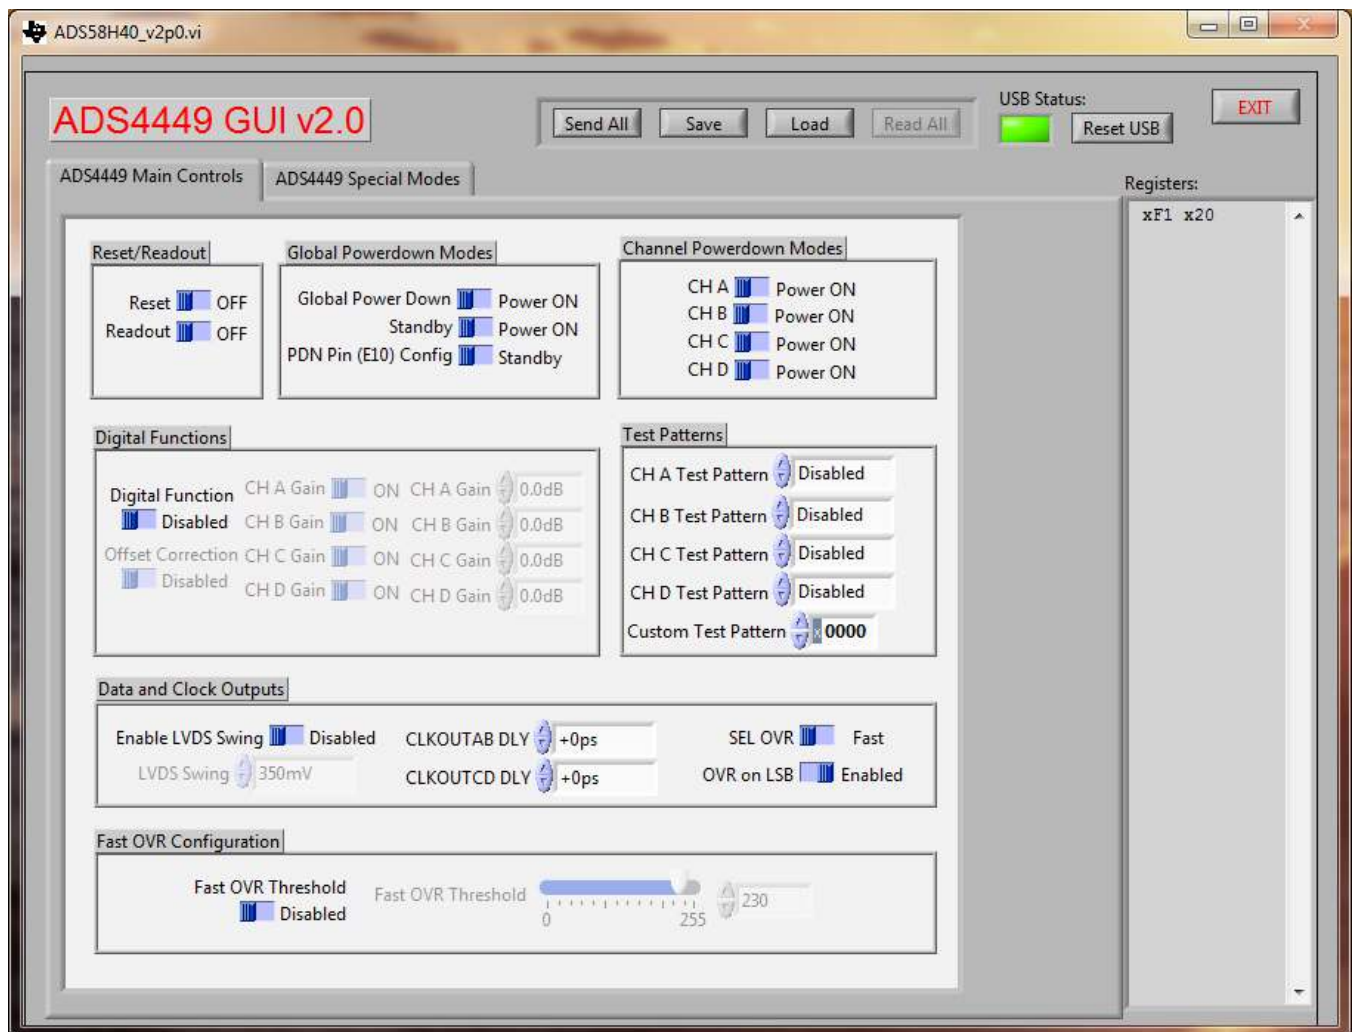 ADS58H40_v2p0.vi
ADS4449 GUI v2.0
Send All Save Load Read All
USB Status:
Reset USB
EXIT
ADS4449 Main Controls ADS4449 Special Modes
Registers:
xF1 x20
Reset/Readout
Reset OFF
Readout OFF
Global Powerdown Modes
Global Power Down Power ON
Standby Power ON
PDN Pin (E10) Config Standby
Channel Powerdown Modes
CH A Power ON
CH B Power ON
CH C Power ON
CH D Power ON
Digital Functions
Digital Function
Disabled
Offset Correction
Disabled
CH A Gain ON CH A Gain 0.0dB
CH B Gain ON CH B Gain 0.0dB
CH C Gain ON CH C Gain 0.0dB
CH D Gain ON CH D Gain 0.0dB
Test Patterns
CH A Test Pattern Disabled
CH B Test Pattern Disabled
CH C Test Pattern Disabled
CH D Test Pattern Disabled
Custom Test Pattern x 0000
Data and Clock Outputs
Enable LVDS Swing Disabled
LVDS Swing 350mV
CLKOUTAB DLY +0ps
CLKOUTCD DLY +0ps
SEL OVR Fast
OVR on LSB Enabled
Fast OVR Configuration
Fast OVR Threshold
Disabled
Fast OVR Threshold
0 255
230